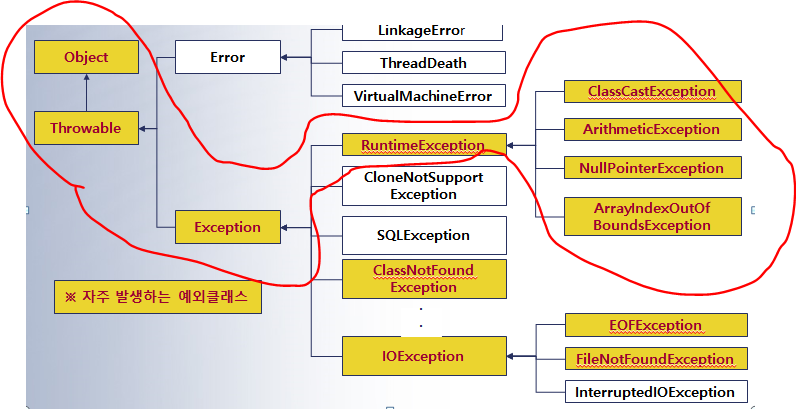 Object
Throwable
Error
LinkageError
ThreadDeath
VirtualMachineError
Exception
RuntimeException
CloneNotSupport
Exception
SQLException
ClassNotFound
Exception
.
.
IOException
ClassCastException
ArithmeticException
NullPointerException
ArrayIndexOutOf
BoundsException
EOFException
FileNotFoundException
InterruptedIOException
※ 자주 발생하는 예외클래스